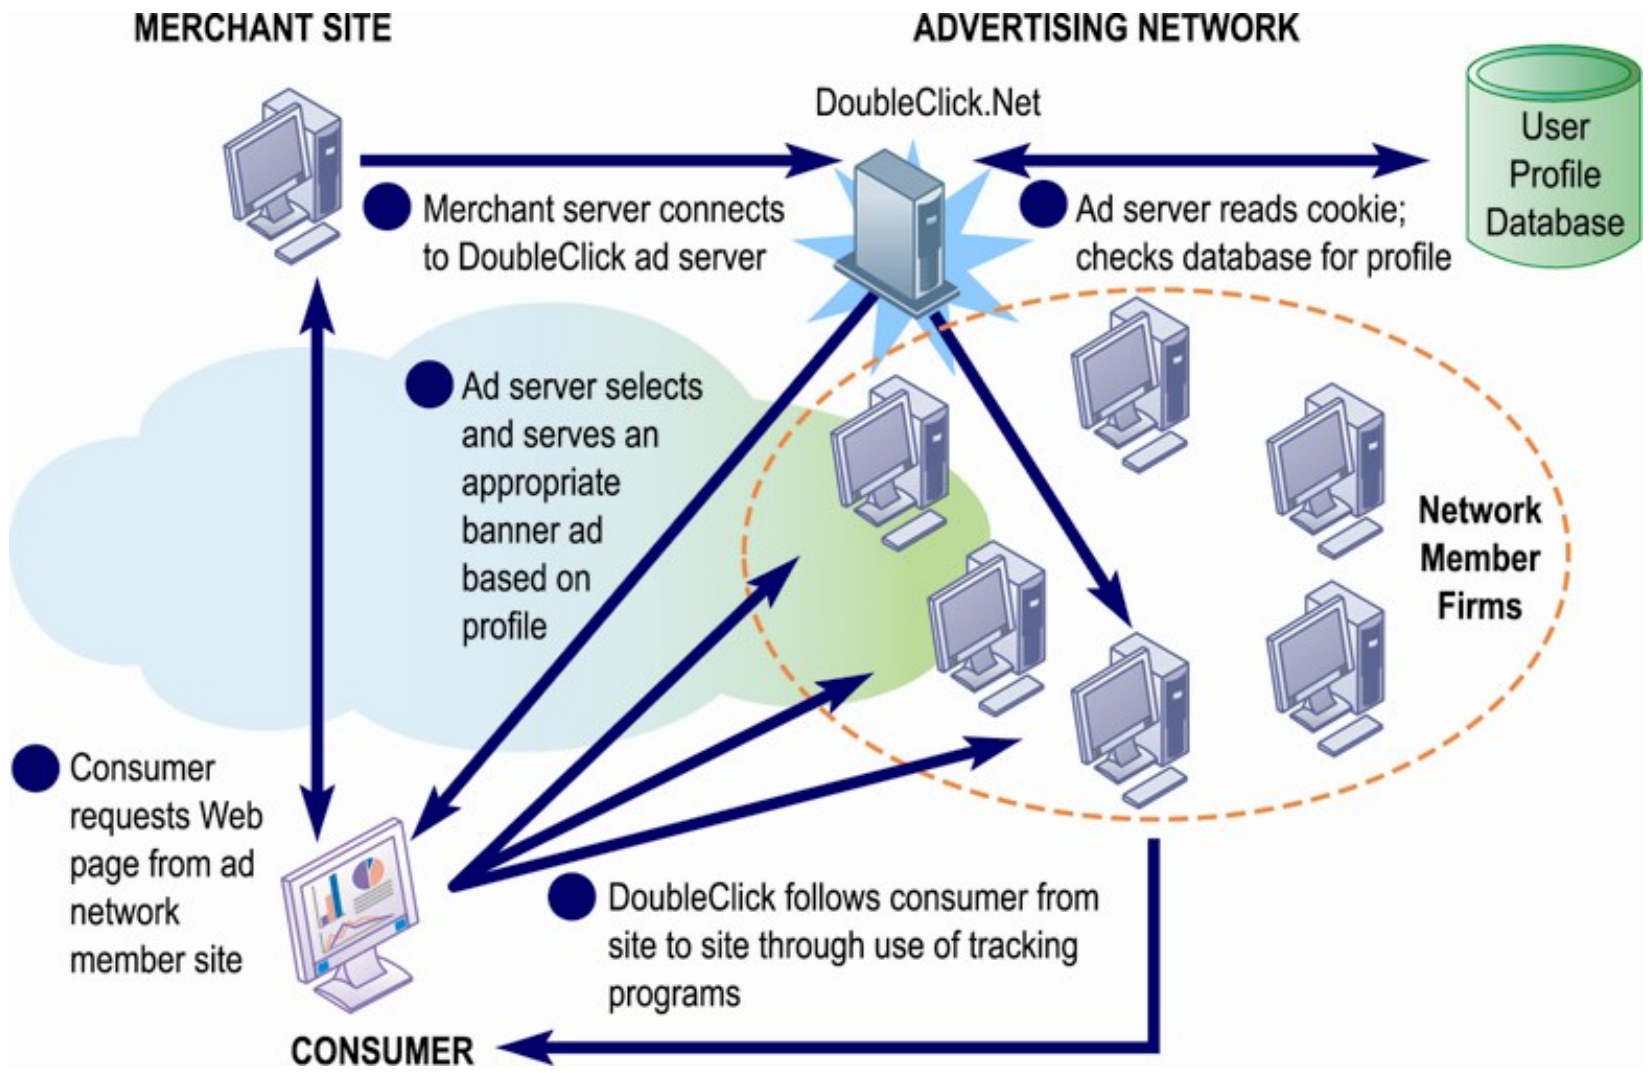 MERCHANT SITE
ADVERTISING NETWORK
DoubleClick.Net
User
Profile
Database
Merchant server connects
to DoubleClick ad server
Ad server reads cookie;
checks database for profile
Ad server selects
and serves an
appropriate
banner ad
based on
profile
Network
Member
Firms
Consumer
requests Web
page from ad
network
member site
DoubleClick follows consumer from
site to site through use of tracking
programs
CONSUMER